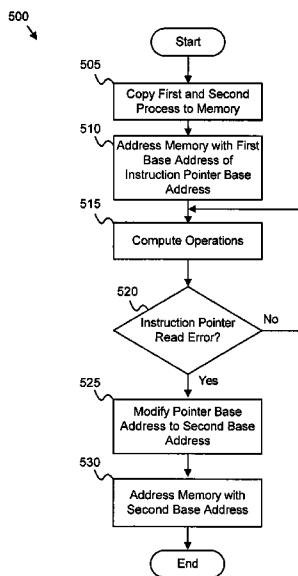 500
Start
505
Copy First and Second
Process to Memory
510
Address Memory with First
Base Address of
Instruction Pointer Base
Address
515
Compute Operations
520
Instruction Pointer
Read Error?
No
Yes
525
Modify Pointer Base
Address to Second Base
Address
530
Address Memory with
Second Base Address
End